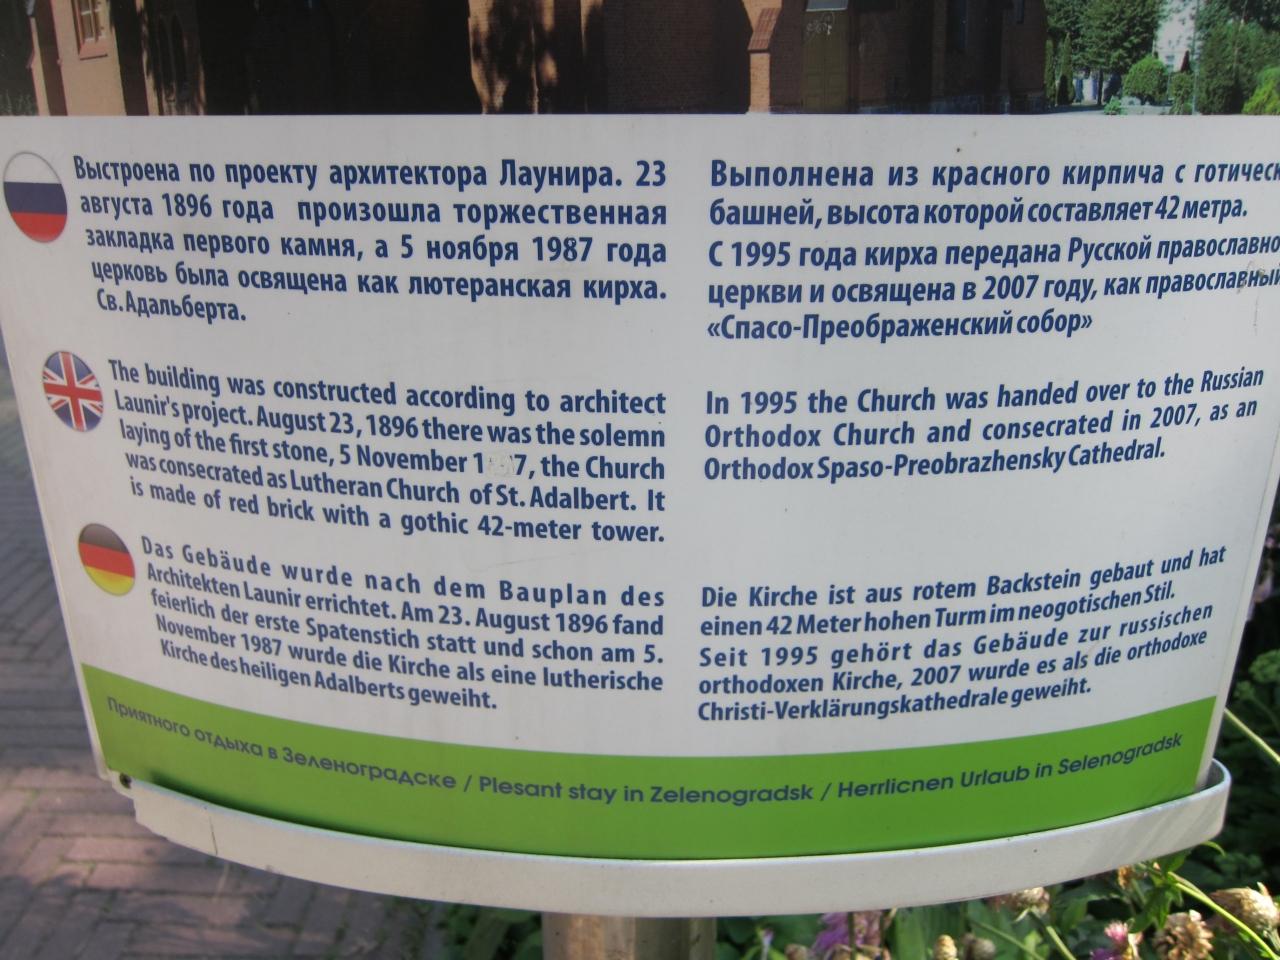 Выстроена по проекту архитектора Лаунира. 23
августа 1896 года произошла торжественная
закладка первого камня, а 5 ноября 1987 года
церковь была освящена как лютеранская кирха.
Св. Адальберта.
Выполнена из красного кирпича с готическ
башней, высота которой составляет 42 метра.
С 1995 года кирха передана Русской православно
церкви и освящена в 2007 году, как православный
«Спасо-Преображенский собор»
The building was constructed according to architect
Launir's project. August 23, 1896 there was the solemn
laying of the first stone, 5 November 1 7, the Church
was consecrated as Lutheran Church of St. Adalbert. It
is made of red brick with a gothic 42-meter tower.
In 1995 the Church was handed over to the Russian
Orthodox Church and consecrated in 2007, as an
Orthodox Spaso-Preobrazhensky Cathedral.
Das Gebäude wurde nach dem Bauplan des
Architekten Launir errichtet. Am 23. August 1896 fand
feierlich der erste Spatenstich statt und schon am 5.
November 1987 wurde die Kirche als eine lutherische
Kirche des heiligen Adalberts geweiht.
Die Kirche ist aus rotem Backstein gebaut und hat
einen 42 Meter hohen Turm im neogotischen Stil.
Seit 1995 gehört das Gebäude zur russischen
orthodoxen Kirche, 2007 wurde es als die orthodoxe
Christi-Verklärungskathedrale geweiht.
Приятного отдыха в Зеленоградске / Plesant stay in Zelenogradsk / Herrlicnen Urlaub in Selenogradsk